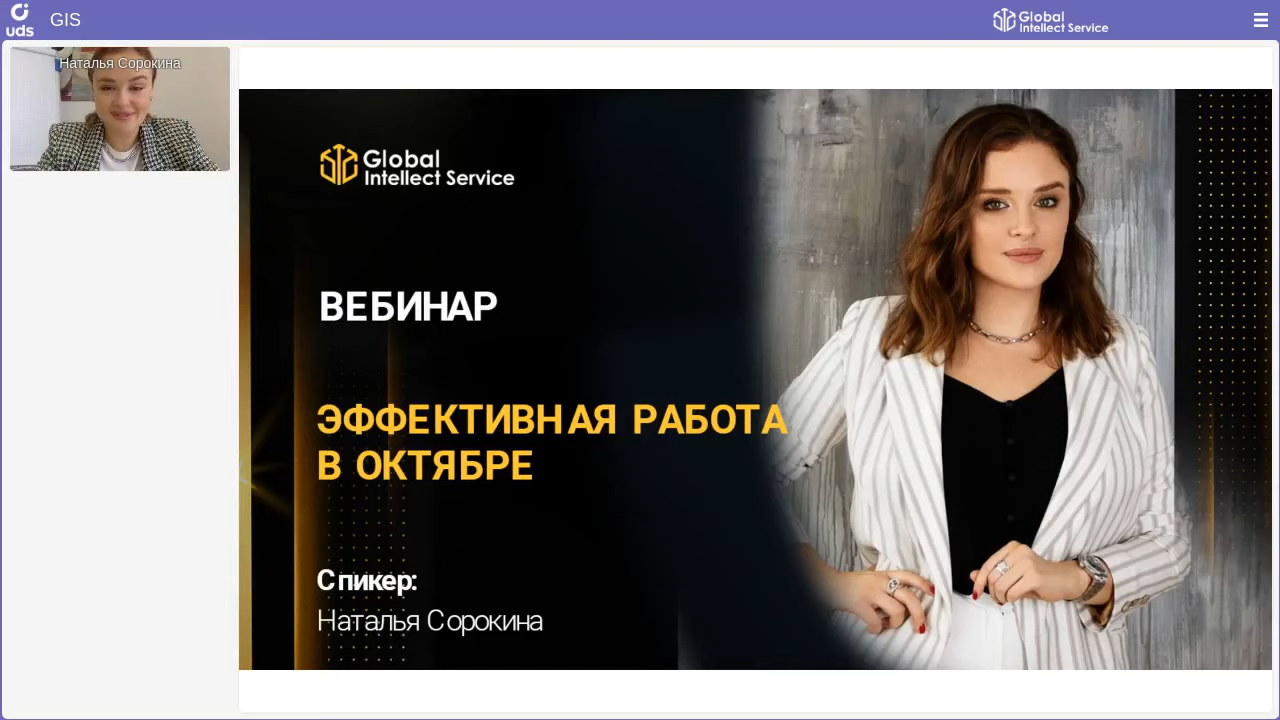 uds
GIS
Global
Intellect Service
Наталья Сорокина
Global
Intellect Service
ВЕБИНАР
ЭФФЕКТИВНАЯ РАБОТА
В ОКТЯБРЕ
Спикер:
Наталья Сорокина